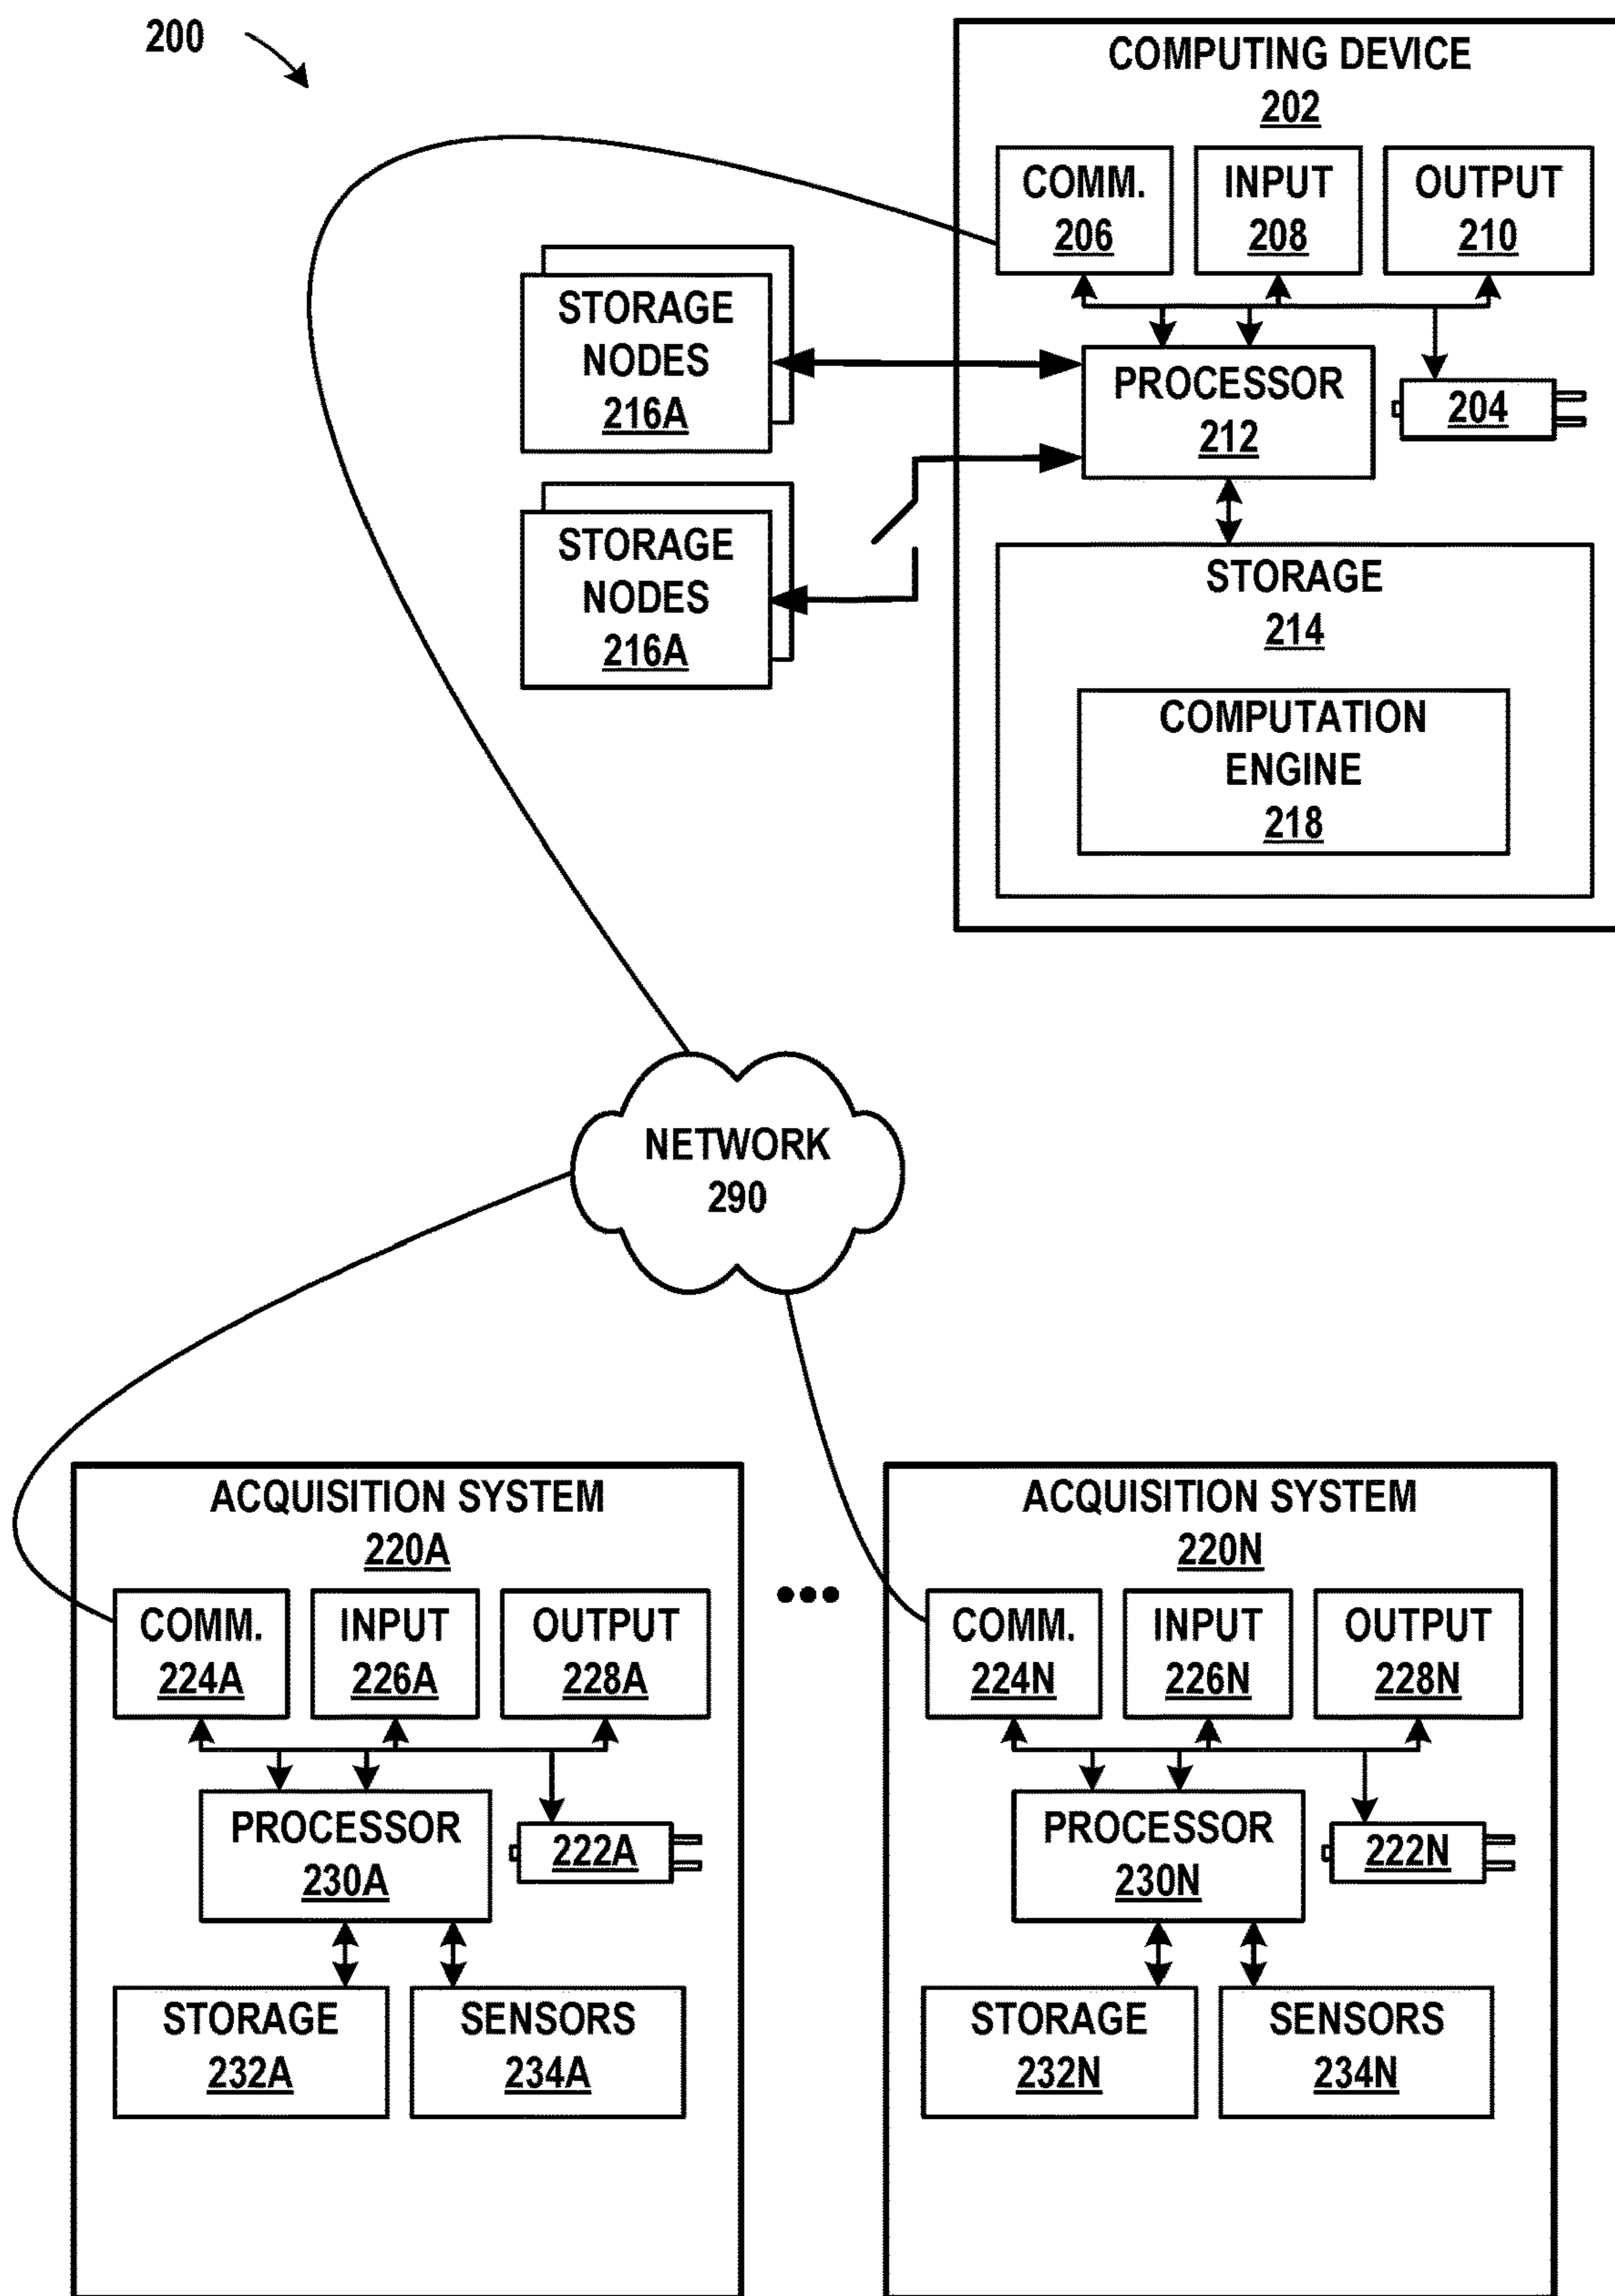 200
COMPUTING DEVICE
202
COMM.
206
INPUT
208
OUTPUT
210
STORAGE
NODES
216A
PROCESSOR
212
204
STORAGE
NODES
216A
STORAGE
214
COMPUTATION
ENGINE
218
NETWORK
290
ACQUISITION SYSTEM
220A
COMM.
224A
INPUT
226A
OUTPUT
228A
PROCESSOR
230A
222A
STORAGE
232A
SENSORS
234A
ACQUISITION SYSTEM
220N
COMM.
224N
INPUT
226N
OUTPUT
228N
PROCESSOR
230N
222N
STORAGE
232N
SENSORS
234N